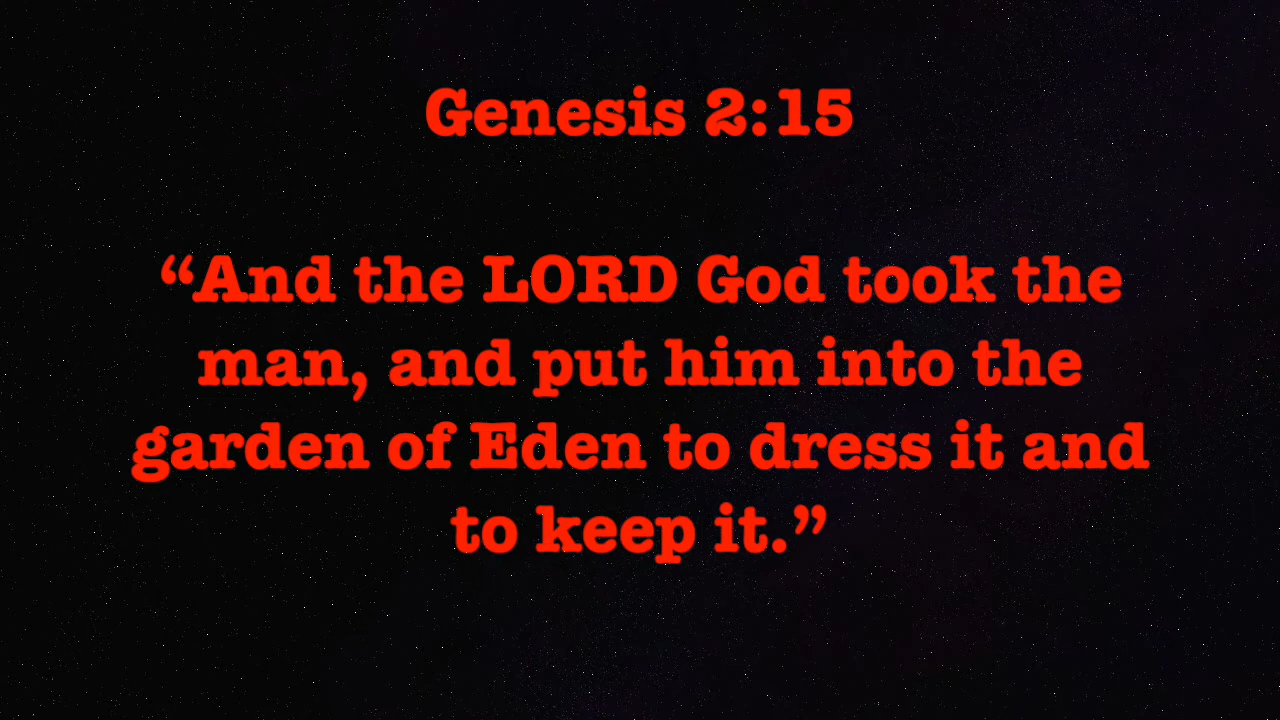 Genesis 2:15
“And the LORD God took the
man, and put him into the
garden of Eden to dress it and
to keep it.”